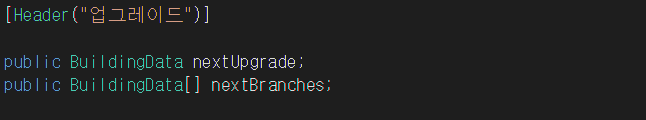 [Header("업그레이드")]
public BuildingData nextUpgrade;
public BuildingData[] nextBranches;